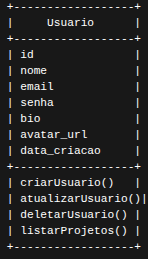 +------------------+
|     Usuario      |
+------------------+
| id               |
| nome             |
| email            |
| senha            |
| bio              |
| avatar_url       |
| data_criacao     |
+------------------+
| criarUsuario()   |
| atualizarUsuario()|
| deletarUsuario() |
| listarProjetos() |
+------------------+